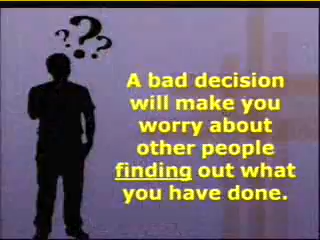 A bad decision
will make you
worry about
other people
finding out what
you have done.